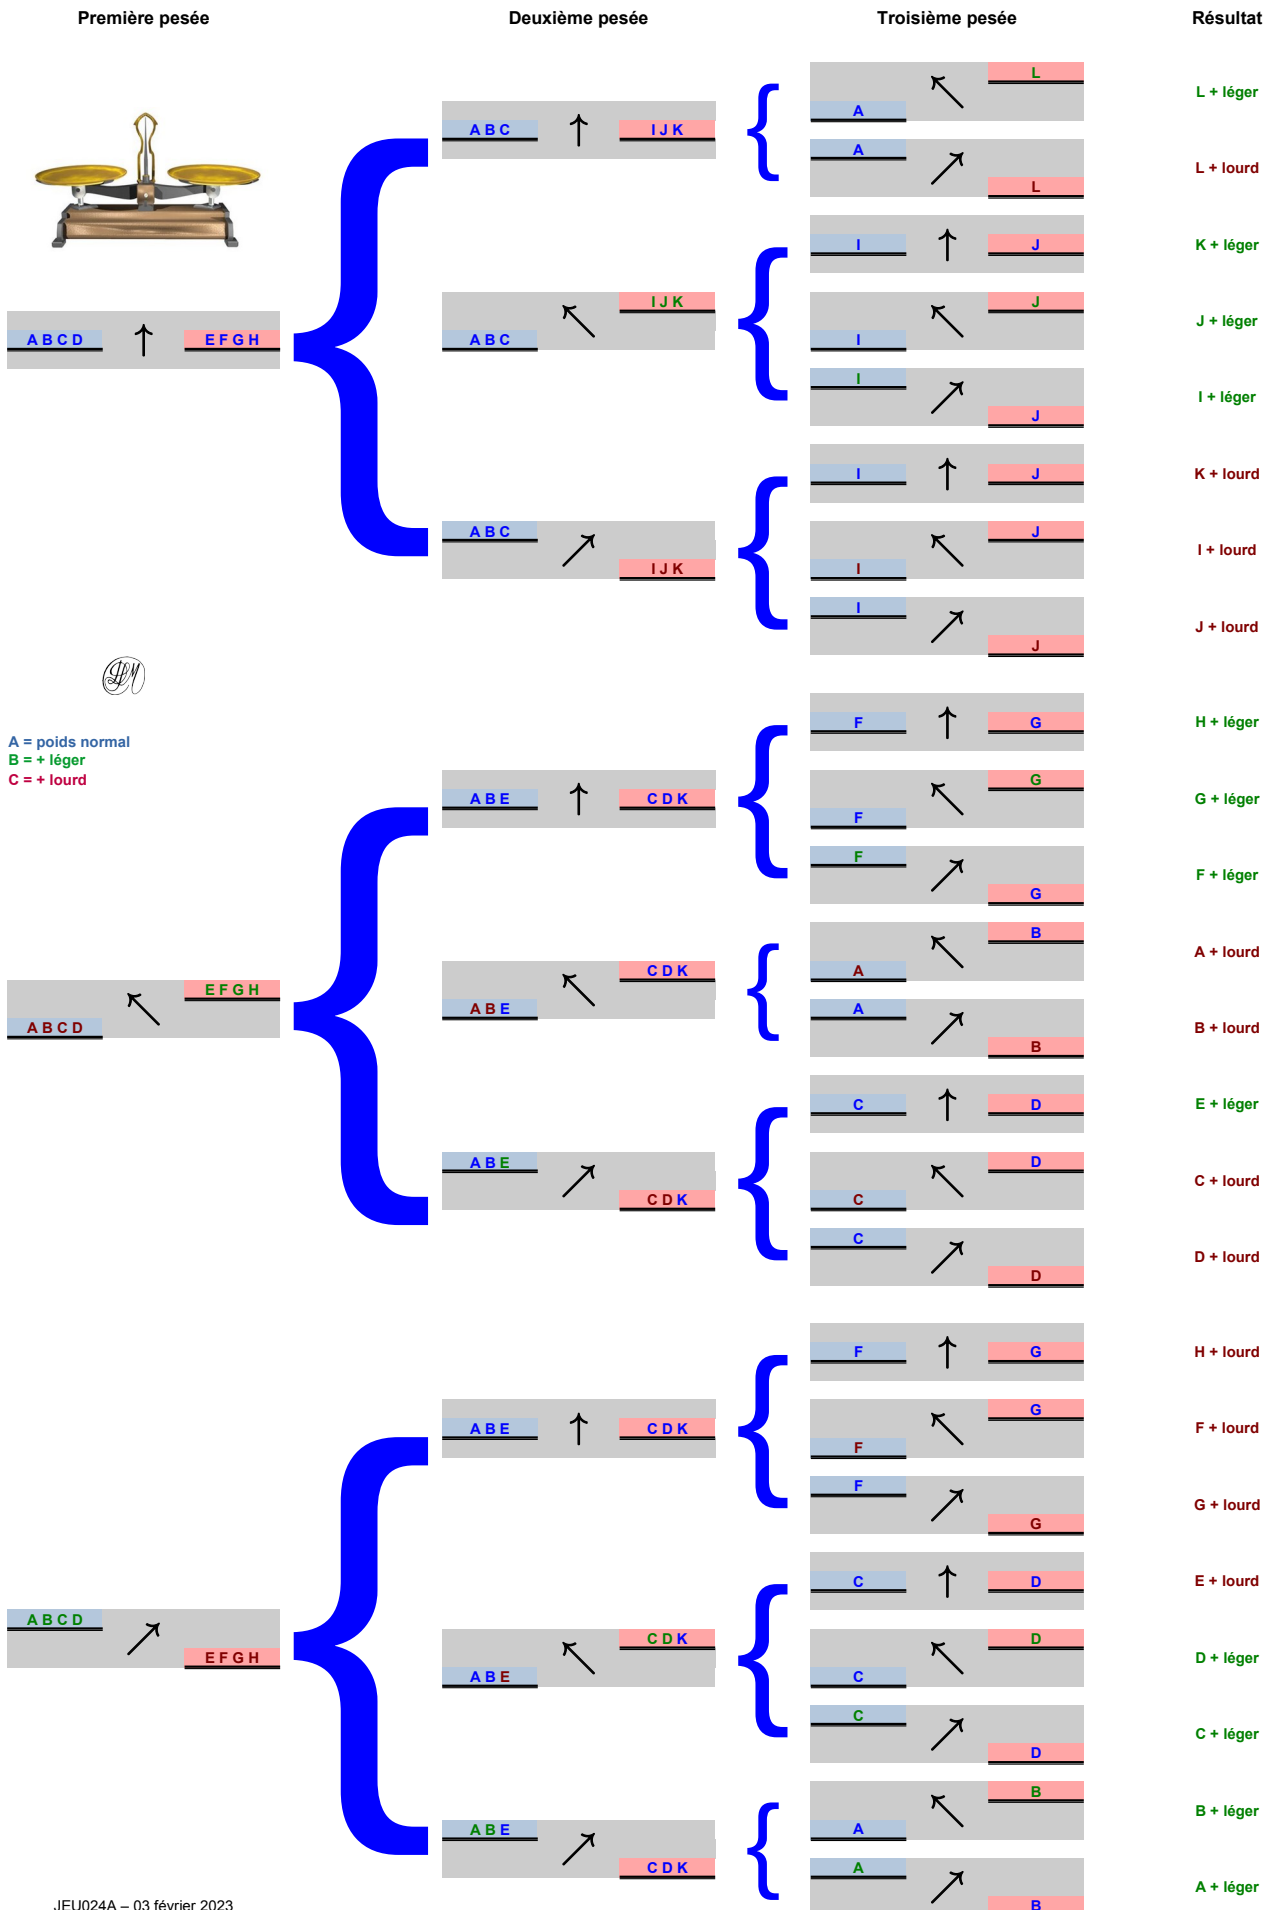 Première pesée Deuxième pesée Troisième pesée Résultat
L
L + léger
A
A B C I J K
A
L + lourd
L
I J K + léger
A B C D E F G H
I J K
A B C
J
J + léger
I
I
I + léger
J
I J K + lourd
A B C
I J K
J
I + lourd
I
I
J + lourd
J
A = poids normal
B = + léger
C = + lourd
F G H + léger
A B E C D K
G
G + léger
F
F
F + léger
G
E F G H
A B C D
C D K
A B E
B
A + lourd
A
A
B + lourd
B
C D E + léger
A B E
C D K
D
C + lourd
C
C
D + lourd
D
F G H + lourd
A B E C D K
G
F + lourd
F
F
G + lourd
G
A B C D
E F G H
C D E + lourd
C D K
A B E
D
D + léger
C
C
C + léger
D
A B E
C D K
B
B + léger
A
A
A + léger
B
JEU024A – 03 février 2023